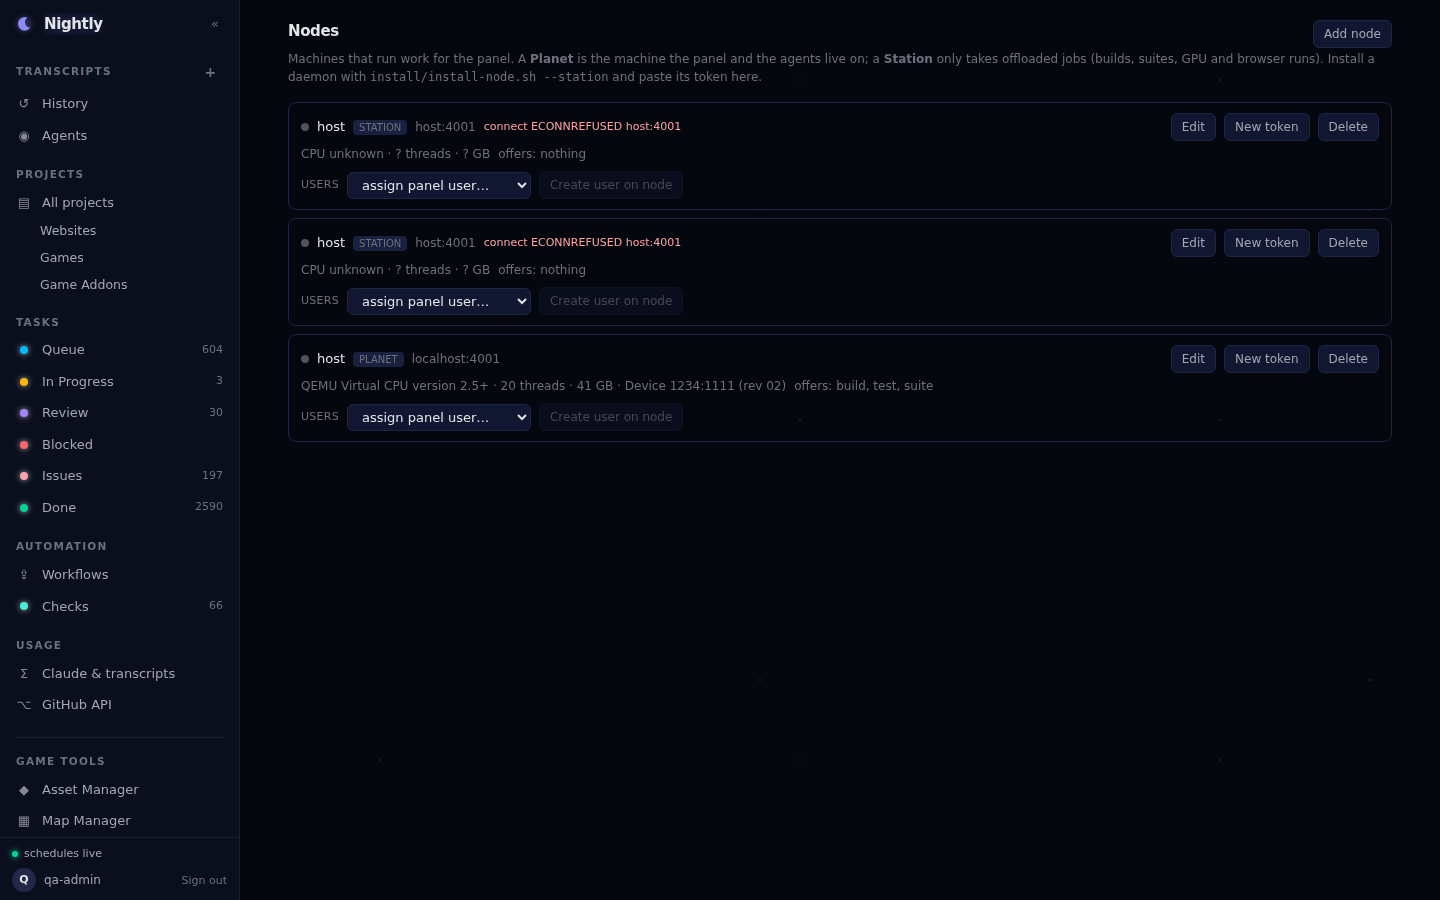 Nightly «
TRANSCRIPTS +
History
Agents
PROJECTS
All projects
Websites
Games
Game Addons
TASKS
Queue 604
In Progress 3
Review 30
Blocked
Issues 197
Done 2590
AUTOMATION
Workflows
Checks 66
USAGE
Σ Claude & transcripts
GitHub API
GAME TOOLS
Asset Manager
Map Manager
schedules live
Q qa-admin Sign out
Nodes Add node
Machines that run work for the panel. A Planet is the machine the panel and the agents live on; a Station only takes offloaded jobs (builds, suites, GPU and browser runs). Install a
daemon with install/install-node.sh --station and paste its token here.
host STATION host:4001 connect ECONNREFUSED host:4001 Edit New token Delete
CPU unknown · ? threads · ? GB offers: nothing
USERS assign panel user... Create user on node
host STATION host:4001 connect ECONNREFUSED host:4001 Edit New token Delete
CPU unknown · ? threads · ? GB offers: nothing
USERS assign panel user... Create user on node
host PLANET localhost:4001 Edit New token Delete
QEMU Virtual CPU version 2.5+ · 20 threads · 41 GB · Device 1234:1111 (rev 02) offers: build, test, suite
USERS assign panel user... Create user on node